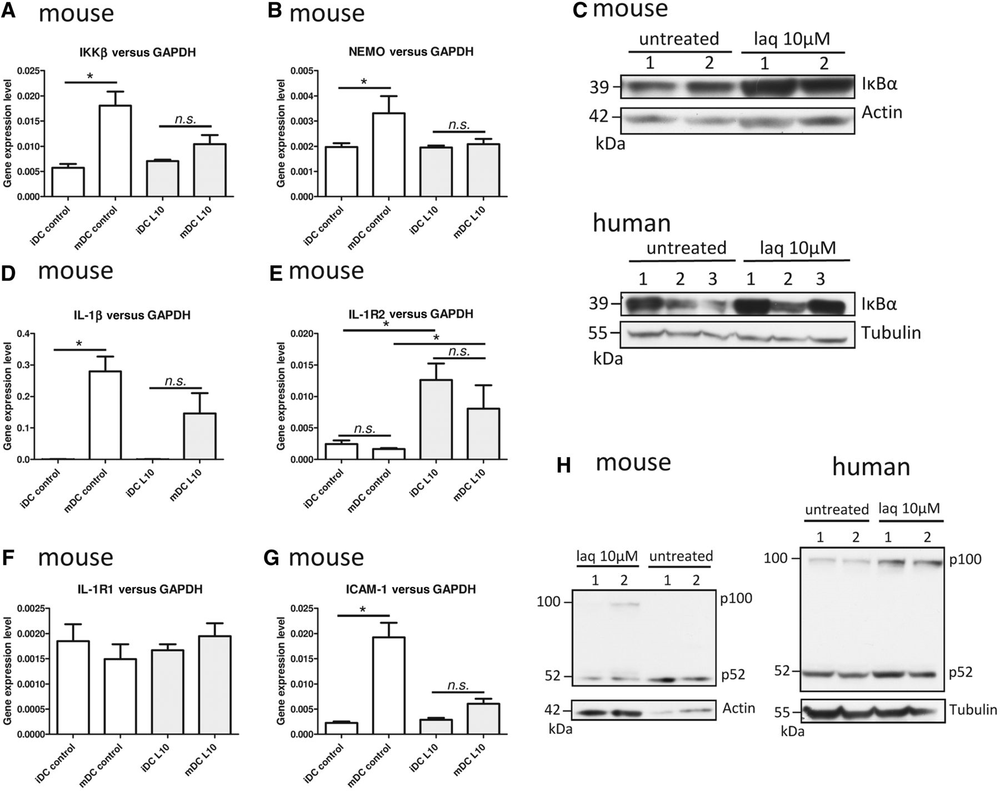 A mouse
IKKβ versus GAPDH
Gene expression level
0.025
0.020
0.015
0.010
0.005
0.000
*
n.s.
iDC control
mDC control
iDC L10
mDC L10
B mouse
NEMO versus GAPDH
Gene expression level
0.005
0.004
0.003
0.002
0.001
0.000
*
n.s.
iDC control
mDC control
iDC L10
mDC L10
C mouse
untreated laq 10µM
1 2 1 2
39 IκBα
42 Actin
kDa
human
untreated laq 10µM
1 2 3 1 2 3
39 IκBα
55 Tubulin
kDa
D mouse
IL-1β versus GAPDH
Gene expression level
0.4
0.3
0.2
0.1
0.0
*
n.s.
iDC control
mDC control
iDC L10
mDC L10
E mouse
IL-1R2 versus GAPDH
Gene expression level
0.020
0.015
0.010
0.005
0.000
*
*
n.s.
n.s.
iDC control
mDC control
iDC L10
mDC L10
F mouse
IL-1R1 versus GAPDH
Gene expression level
0.0025
0.0020
0.0015
0.0010
0.0005
0.0000
iDC control
mDC control
iDC L10
mDC L10
G mouse
ICAM-1 versus GAPDH
Gene expression level
0.025
0.020
0.015
0.010
0.005
0.000
*
n.s.
iDC control
mDC control
iDC L10
mDC L10
H mouse
laq 10µM untreated
1 2 1 2
100 p100
52 p52
42 Actin
kDa
human
untreated laq 10µM
1 2 1 2
100 p100
52 p52
55 Tubulin
kDa